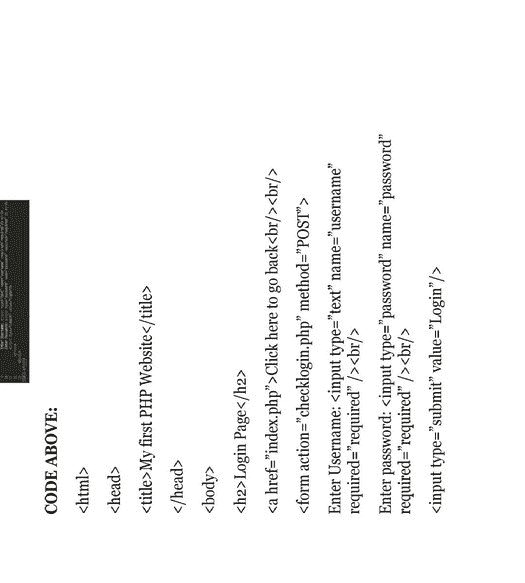 CODE ABOVE:
<html>
<head>
<title>My first PHP Website</title>
</head>
<body>
<h2>Login Page</h2>
<a href=”index.php”>Click here to go back<br/><br/>
<form action=”checklogin.php” method=”POST”>
Enter Username: <input type=”text” name=”username”
required=”required” /><br/>
Enter password: <input type=”password” name=”password”
required=”required” /><br/>
<input type=”submit” value=”Login”/>